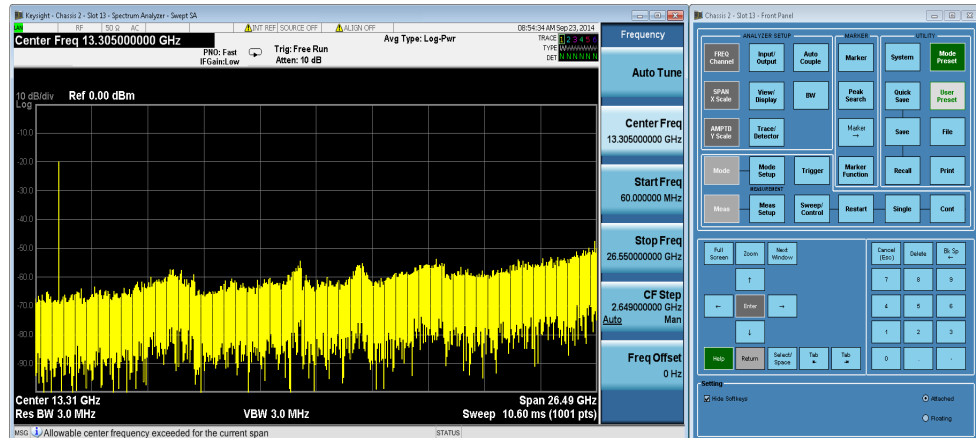 Keysight - Chassis 2 - Slot 13 - Spectrum Analyzer - Swept SA
LXI RF 50 Ω AC INT REF SOURCE OFF ALIGN OFF 08:54:34 AM Sep 23, 2014
Center Freq 13.305000000 GHz
PNO: Fast
IFGain:Low
Trig: Free Run
Atten: 10 dB
Avg Type: Log-Pwr
TRACE 1 2 3 4 5 6
TYPE
DET N N N N N N
10 dB/div Ref 0.00 dBm
Log
-10.0
-20.0
-30.0
-40.0
-50.0
-60.0
-70.0
-80.0
-90.0
Center 13.31 GHz Span 26.49 GHz
Res BW 3.0 MHz VBW 3.0 MHz Sweep 10.60 ms (1001 pts)
MSG Allowable center frequency exceeded for the current span STATUS
Frequency
Auto Tune
Center Freq
13.305000000 GHz
Start Freq
60.000000 MHz
Stop Freq
26.550000000 GHz
CF Step
2.649000000 GHz
Auto Man
Freq Offset
0 Hz
Chassis 2 - Slot 13 - Front Panel
ANALYZER SETUP MARKER UTILITY
FREQ
Channel
Input/
Output
Auto
Couple
Marker
System
Mode
Preset
SPAN
X Scale
View/
Display
BW
Peak
Search
Quick
Save
User
Preset
AMPTD
Y Scale
Trace/
Detector
Marker
→
Save
File
Mode
Mode
Setup
Trigger
Marker
Function
Recall
Print
MEASUREMENT
Meas
Meas
Setup
Sweep/
Control
Restart
Single
Cont
Full
Screen
Zoom
Next
Window
Cancel
(Esc)
Delete
Bk Sp
←
↑
7 8 9
← Enter →
4 5 6
↓
1 2 3
Help
Return
Select/
Space
Tab
Tab
0 . -
Setting
Hide Softkeys
Attached
Floating